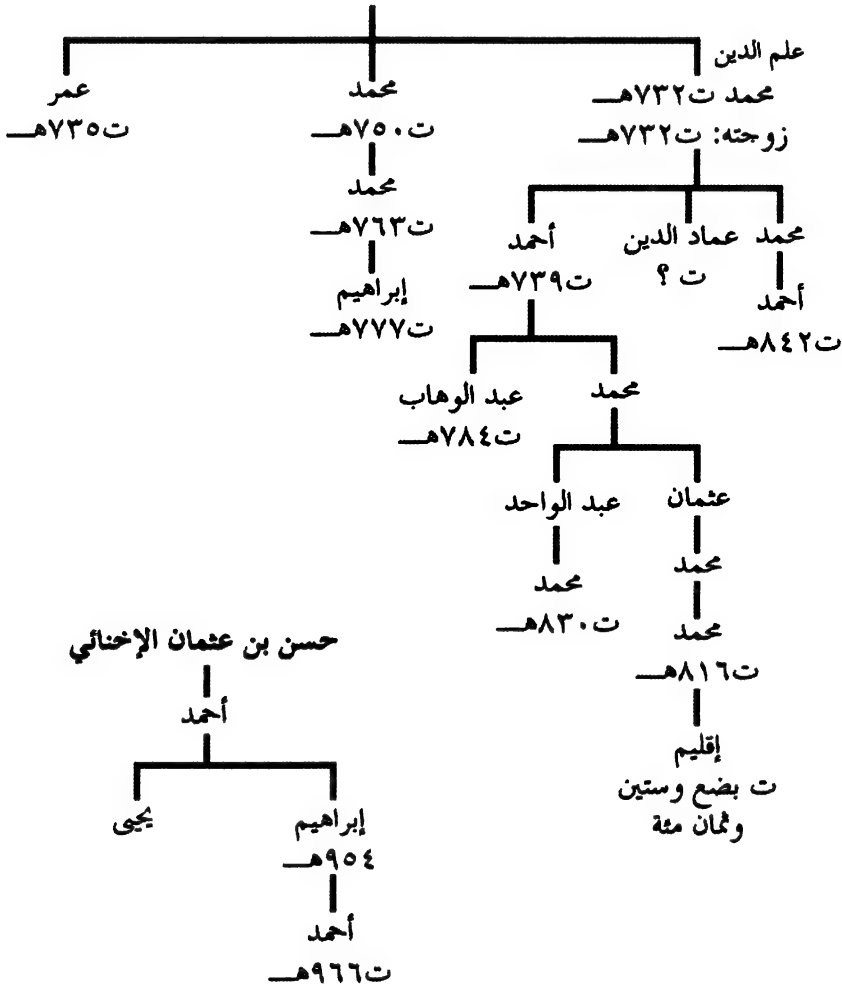 علم الدين
محمد ت٧٣٢هـ
زوجته: ت٧٣٢هـ
محمد
ت٧٥٠هـ
عمر
ت٧٣٥هـ
محمد
ت٧٦٣هـ
إبراهيم
ت٧٧٧هـ
محمد
أحمد
ت٨٤٢هـ
عماد الدين
ت ؟
أحمد
ت٧٣٩هـ
محمد
عبد الوهاب
ت٧٨٤هـ
عثمان
محمد
محمد
ت٨١٦هـ
إقليم
ت بضع وستين
وثمان مئة
عبد الواحد
محمد
ت٨٣٠هـ
حسن بن عثمان الإخنائي
أحمد
إبراهيم
٩٥٤هـ
أحمد
ت٩٦٦هـ
يحيى